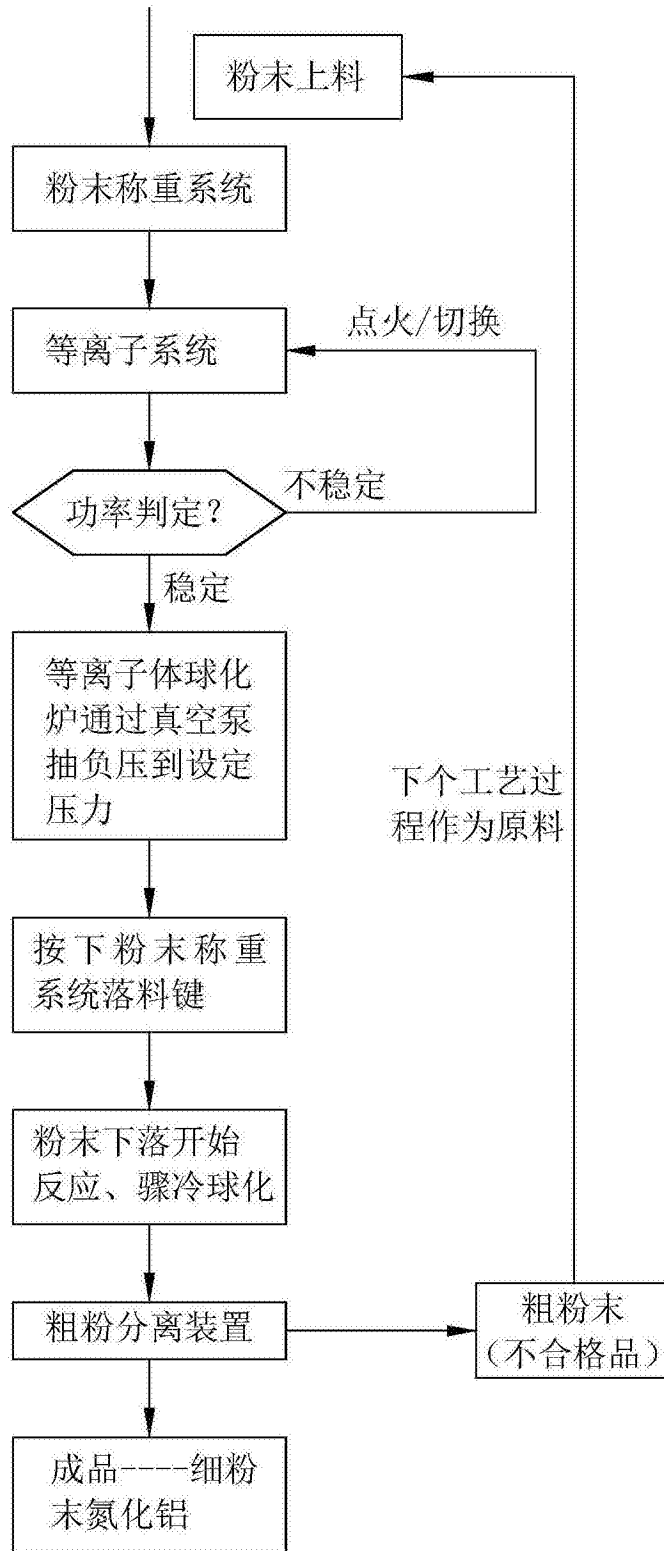 粉末上料
粉末称重系统
点火/切换
等离子系统
不稳定
功率判定？
稳定
等离子体球化
炉通过真空泵
抽负压到设定
压力
下个工艺过
程作为原料
按下粉末称重
系统落料键
粉末下落开始
反应、骤冷球化
粗粉分离装置
粗粉末
（不合格品）
成品----细粉
末氮化铝